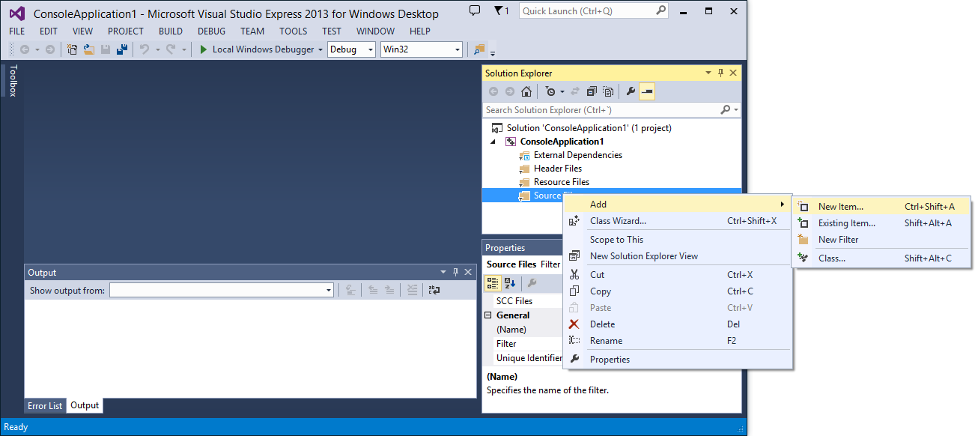 ConsoleApplication1 - Microsoft Visual Studio Express 2013 for Windows Desktop
1
Quick Launch (Ctrl+Q)
FILE EDIT VIEW PROJECT BUILD DEBUG TEAM TOOLS TEST WINDOW HELP
Local Windows Debugger Debug Win32
Toolbox
Solution Explorer
Search Solution Explorer (Ctrl+`)
Solution 'ConsoleApplication1' (1 project)
ConsoleApplication1
External Dependencies
Header Files
Resource Files
Source
Add
Class Wizard... Ctrl+Shift+X
Scope to This
New Solution Explorer View
Cut Ctrl+X
Copy Ctrl+C
Paste Ctrl+V
Delete Del
Rename F2
Properties
New Item... Ctrl+Shift+A
Existing Item... Shift+Alt+A
New Filter
Class... Shift+Alt+C
Properties
Source Files Filter
SCC Files
General
(Name)
Filter
Unique Identifier
(Name)
Specifies the name of the filter.
Output
Show output from:
Error List Output
Ready